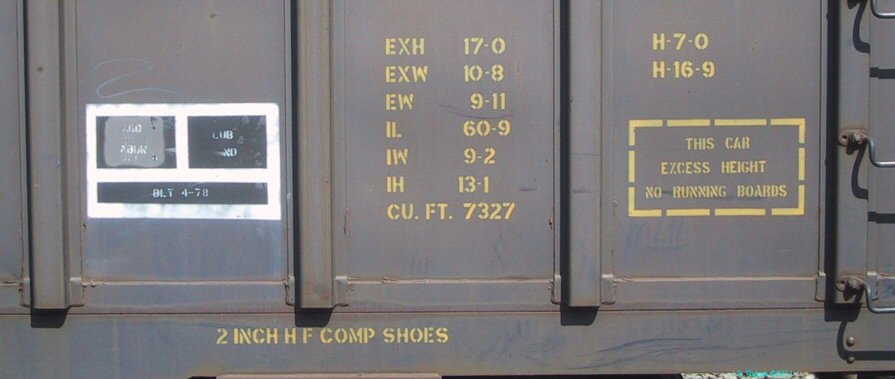 LUB
NO
BLT 4-78
EXH 17-0
EXW 10-8
EW 9-11
IL 60-9
IW 9-2
IH 13-1
CU. FT. 7327
H-7-0
H-16-9
THIS CAR
EXCESS HEIGHT
NO RUNNING BOARDS
2 INCH H F COMP SHOES